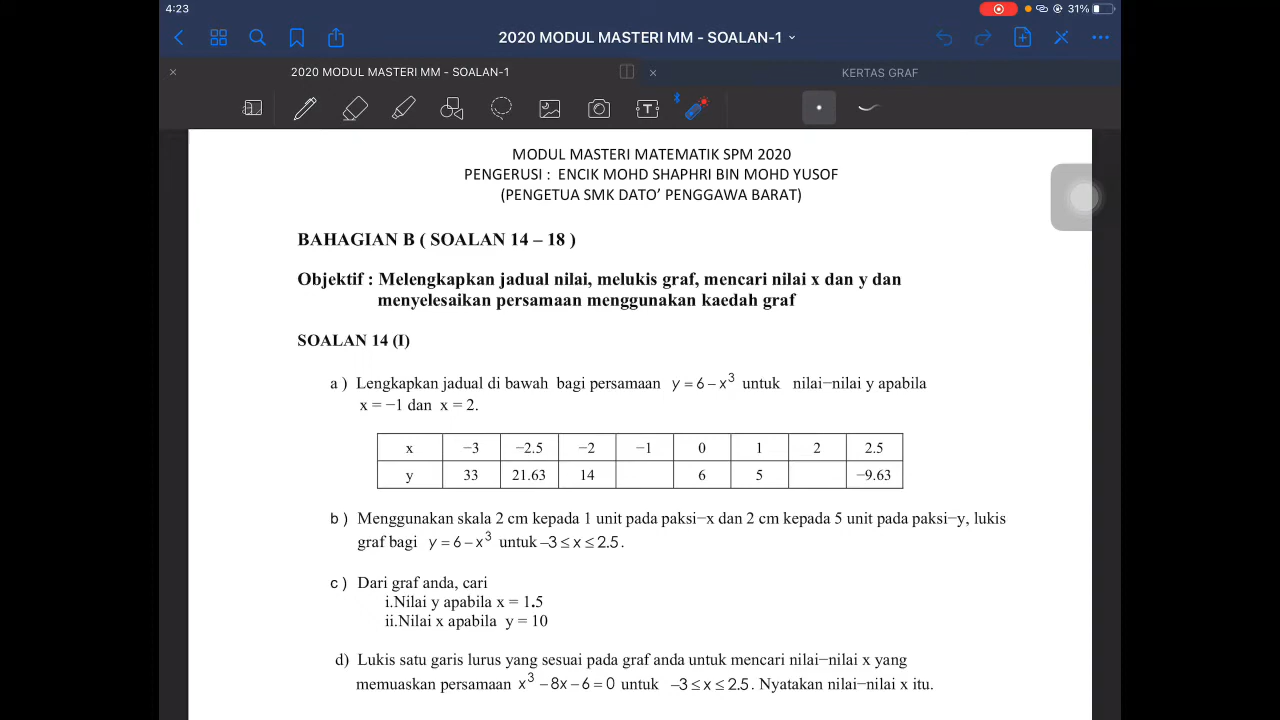 4:23
31%
2020 MODUL MASTERI MM - SOALAN-1
2020 MODUL MASTERI MM - SOALAN-1
KERTAS GRAF
MODUL MASTERI MATEMATIK SPM 2020
PENGERUSI : ENCIK MOHD SHAPHRI BIN MOHD YUSOF
(PENGETUA SMK DATO’ PENGGAWA BARAT)
BAHAGIAN B ( SOALAN 14 – 18 )
Objektif : Melengkapkan jadual nilai, melukis graf, mencari nilai x dan y dan
menyelesaikan persamaan menggunakan kaedah graf
SOALAN 14 (I)
a ) Lengkapkan jadual di bawah bagi persamaan y = 6 – x³ untuk nilai−nilai y apabila
x = −1 dan x = 2.
x −3 −2.5 −2 −1 0 1 2 2.5
y 33 21.63 14 6 5 −9.63
b ) Menggunakan skala 2 cm kepada 1 unit pada paksi−x dan 2 cm kepada 5 unit pada paksi−y, lukis
graf bagi y = 6 – x³ untuk –3 ≤ x ≤ 2.5 .
c ) Dari graf anda, cari
i.Nilai y apabila x = 1.5
ii.Nilai x apabila y = 10
d) Lukis satu garis lurus yang sesuai pada graf anda untuk mencari nilai−nilai x yang
memuaskan persamaan x³ – 8x – 6 = 0 untuk –3 ≤ x ≤ 2.5 . Nyatakan nilai−nilai x itu.